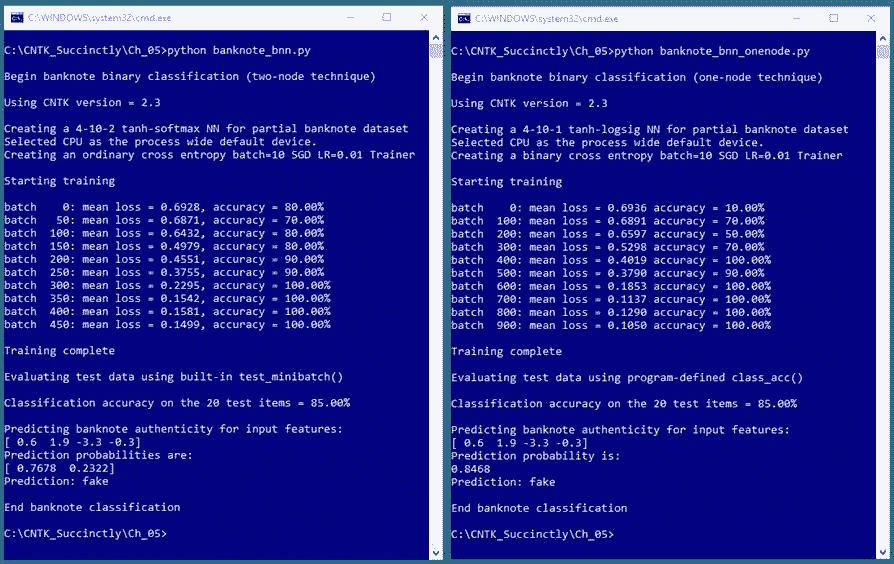 C:\WINDOWS\system32\cmd.exe
C:\CNTK_Succinctly\Ch_05>python banknote_bnn.py
Begin banknote binary classification (two-node technique)
Using CNTK version = 2.3
Creating a 4-10-2 tanh-softmax NN for partial banknote dataset
Selected CPU as the process wide default device.
Creating an ordinary cross entropy batch=10 SGD LR=0.01 Trainer
Starting training
batch    0: mean loss = 0.6928, accuracy = 80.00%
batch   50: mean loss = 0.6871, accuracy = 70.00%
batch  100: mean loss = 0.6432, accuracy = 80.00%
batch  150: mean loss = 0.4979, accuracy = 80.00%
batch  200: mean loss = 0.4551, accuracy = 90.00%
batch  250: mean loss = 0.3755, accuracy = 90.00%
batch  300: mean loss = 0.2295, accuracy = 100.00%
batch  350: mean loss = 0.1542, accuracy = 100.00%
batch  400: mean loss = 0.1581, accuracy = 100.00%
batch  450: mean loss = 0.1499, accuracy = 100.00%
Training complete
Evaluating test data using built-in test_minibatch()
Classification accuracy on the 20 test items = 85.00%
Predicting banknote authenticity for input features:
[ 0.6  1.9 -3.3 -0.3]
Prediction probabilities are:
[ 0.7678  0.2322]
Prediction: fake
End banknote classification
C:\CNTK_Succinctly\Ch_05>
C:\WINDOWS\system32\cmd.exe
C:\CNTK_Succinctly\Ch_05>python banknote_bnn_onenode.py
Begin banknote binary classification (one-node technique)
Using CNTK version = 2.3
Creating a 4-10-1 tanh-logsig NN for partial banknote dataset
Selected CPU as the process wide default device.
Creating a binary cross entropy batch=10 SGD LR=0.01 Trainer
Starting training
batch    0: mean loss = 0.6936 accuracy = 10.00%
batch  100: mean loss = 0.6891 accuracy = 70.00%
batch  200: mean loss = 0.6597 accuracy = 50.00%
batch  300: mean loss = 0.5298 accuracy = 70.00%
batch  400: mean loss = 0.4019 accuracy = 100.00%
batch  500: mean loss = 0.3790 accuracy = 90.00%
batch  600: mean loss = 0.1853 accuracy = 100.00%
batch  700: mean loss = 0.1137 accuracy = 100.00%
batch  800: mean loss = 0.1290 accuracy = 100.00%
batch  900: mean loss = 0.1050 accuracy = 100.00%
Training complete
Evaluating test data using program-defined class_acc()
Classification accuracy on the 20 test items = 85.00%
Predicting banknote authenticity for input features:
[ 0.6  1.9 -3.3 -0.3]
Prediction probability is:
0.8468
Prediction: fake
End banknote classification
C:\CNTK_Succinctly\Ch_05>